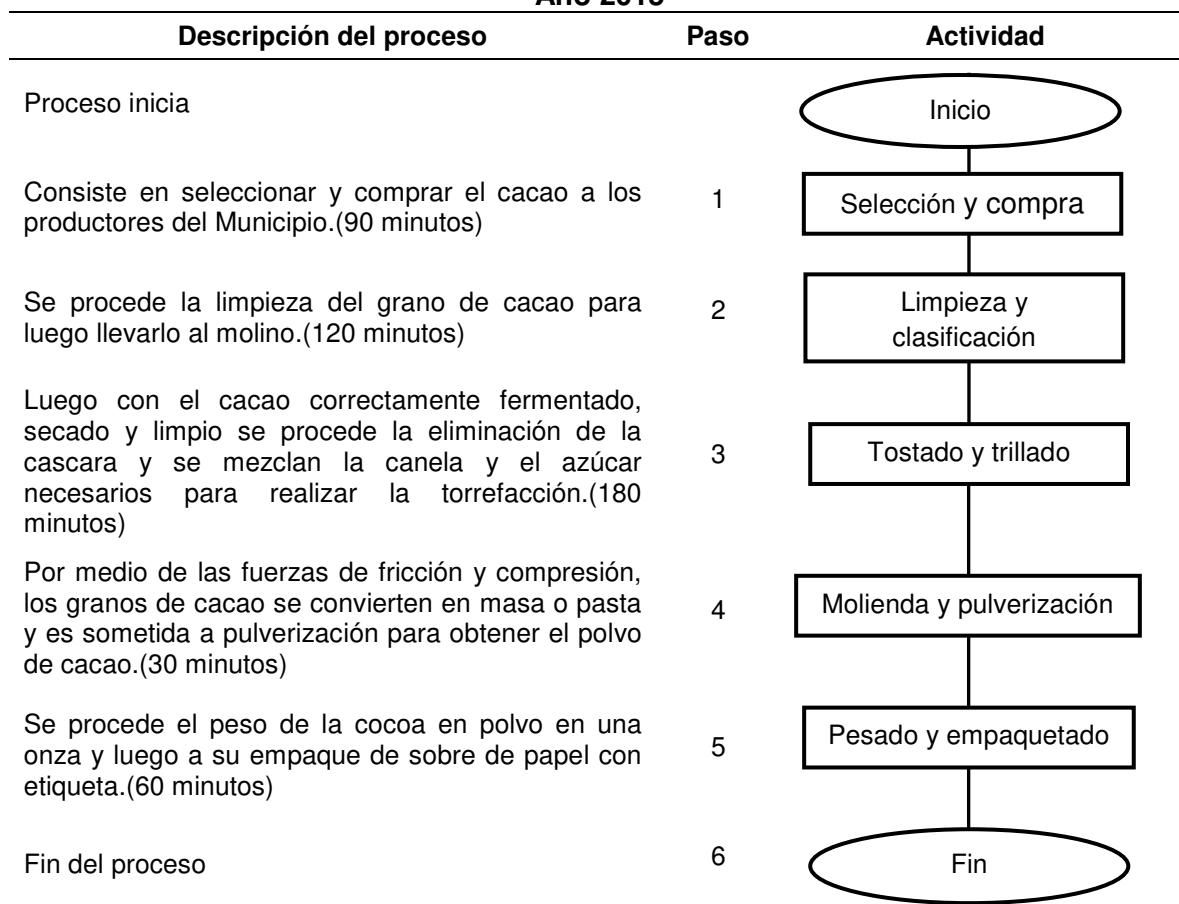 Descripción del proceso Paso Actividad
Proceso inicia
Inicio
Consiste en seleccionar y comprar el cacao a los
productores del Municipio.(90 minutos)
1
Selección y compra
Se procede la limpieza del grano de cacao para
luego llevarlo al molino.(120 minutos)
2
Limpieza y
clasificación
Luego con el cacao correctamente fermentado,
secado y limpio se procede la eliminación de la
cascara y se mezclan la canela y el azúcar
necesarios para realizar la torrefacción.(180
minutos)
3
Tostado y trillado
Por medio de las fuerzas de fricción y compresión,
los granos de cacao se convierten en masa o pasta
y es sometida a pulverización para obtener el polvo
de cacao.(30 minutos)
4
Molienda y pulverización
Se procede el peso de la cocoa en polvo en una
onza y luego a su empaque de sobre de papel con
etiqueta.(60 minutos)
5
Pesado y empaquetado
Fin del proceso
6
Fin